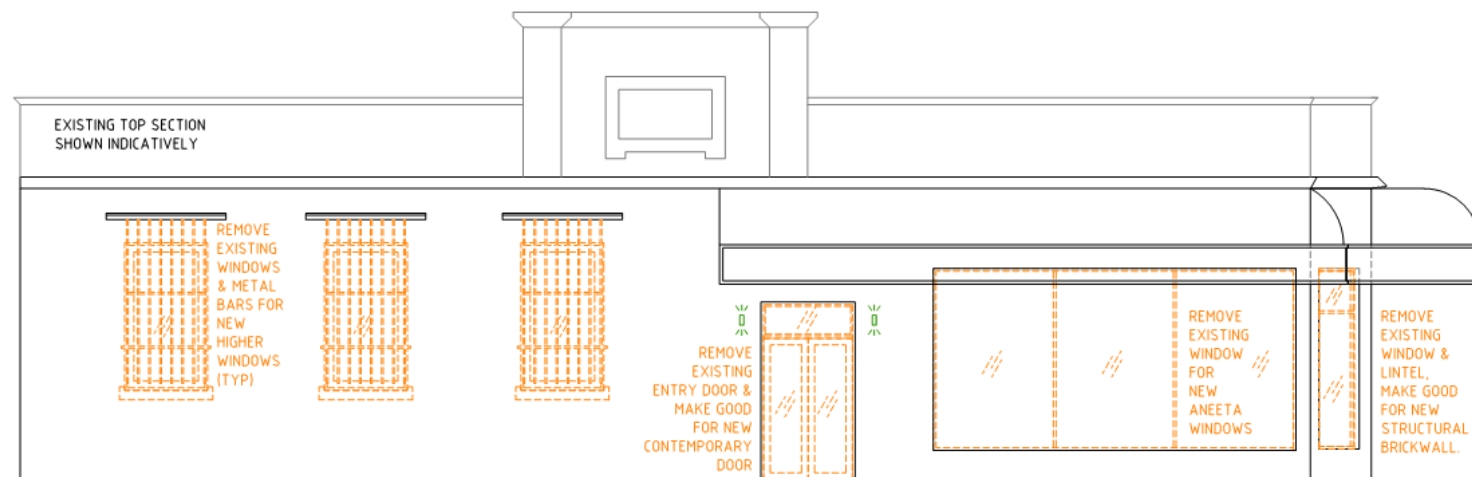 EXISTING TOP SECTION
SHOWN INDICATIVELY
REMOVE
EXISTING
WINDOWS
& METAL
BARS FOR
NEW
HIGHER
WINDOWS
(TYP)
REMOVE
EXISTING
ENTRY DOOR &
MAKE GOOD
FOR NEW
CONTEMPORARY
DOOR
REMOVE
EXISTING
WINDOW
FOR
NEW
ANEETA
WINDOWS
REMOVE
EXISTING
WINDOW &
LINTEL,
MAKE GOOD
FOR NEW
STRUCTURAL
BRICKWALL.